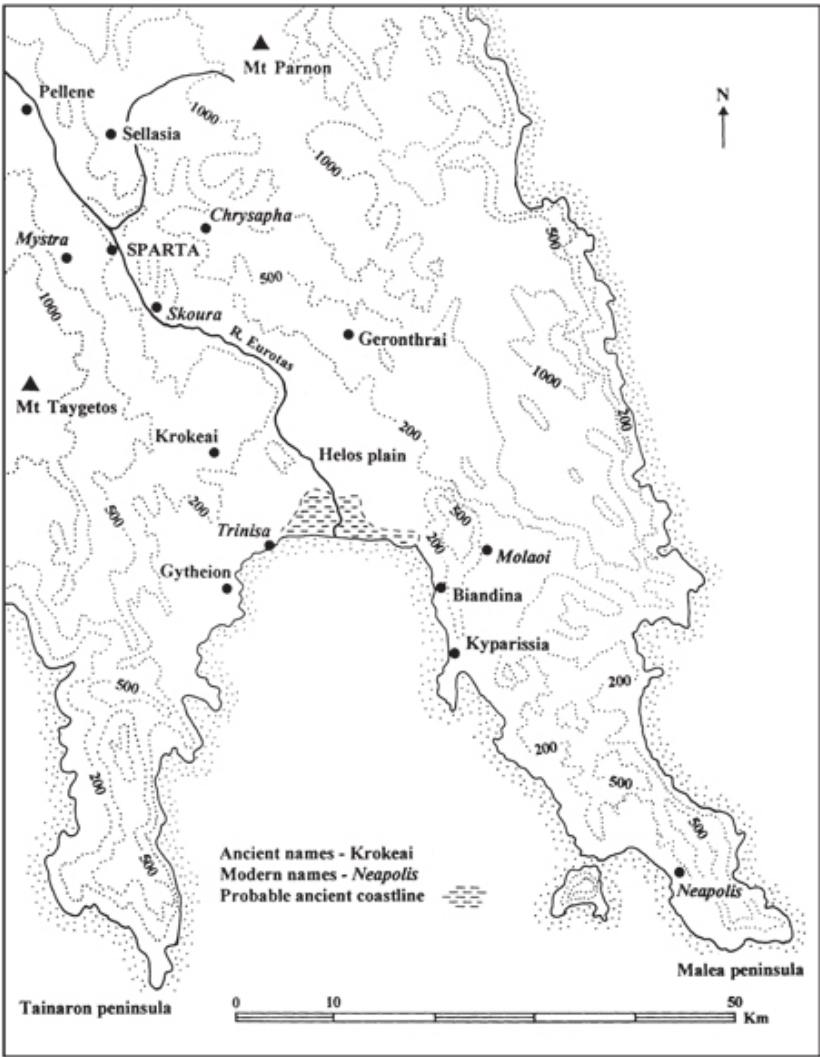 Mt Parnon
N
Pellene
1000
Sellasia
1000
Chrysapha
500
Mystra
SPARTA
500
1000
Skoura
R. Eurotas
Geronthrai
1000
Mt Taygetos
200
200
Krokeai
Helos plain
500
200
500
Trinisa
200
Molaoi
Gytheion
Biandina
Kyparissia
500
200
200
200
500
500
500
Ancient names - Krokeai
Modern names - Neapolis
Probable ancient coastline
Neapolis
Malea peninsula
Tainaron peninsula
0 10 50
Km